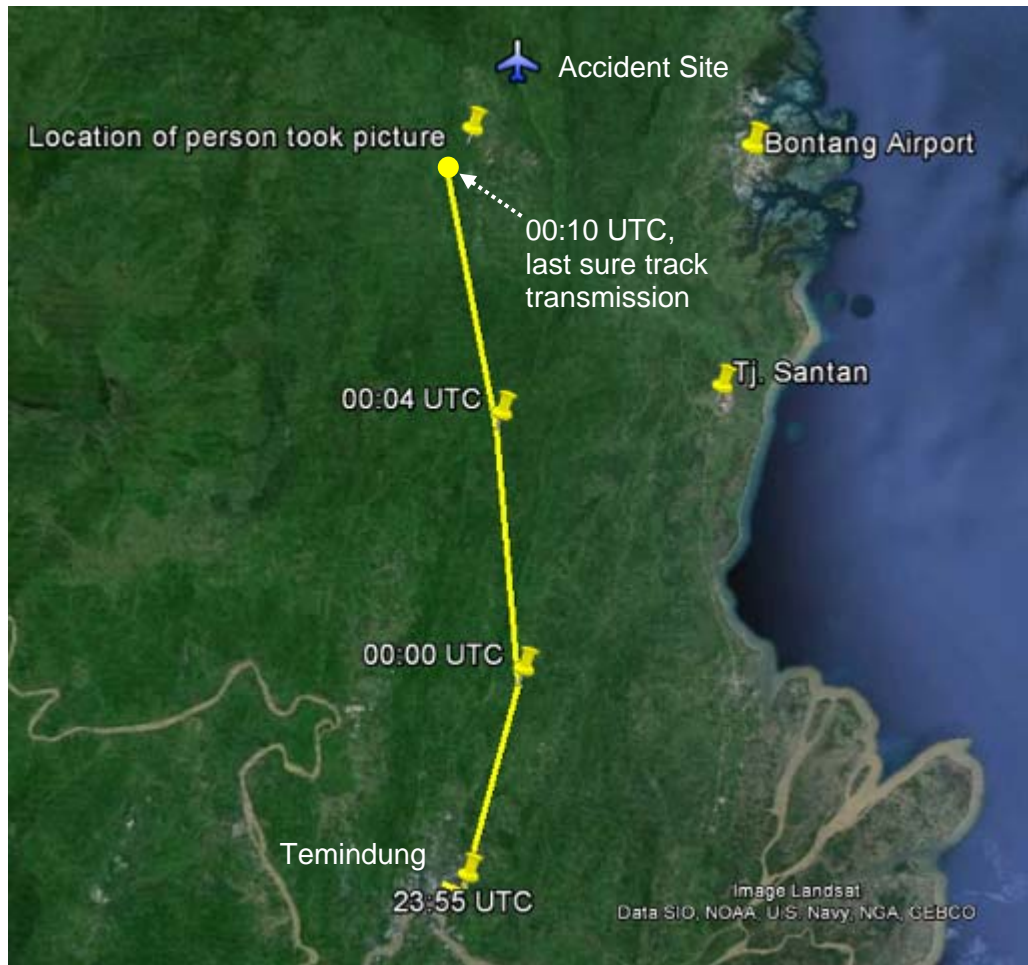 Accident Site
Location of person took picture
Bontang Airport
00:10 UTC,
last sure track
transmission
Tj. Santan
00:04 UTC
00:00 UTC
Temindung
23:55 UTC
Image Landsat
Data SIO, NOAA, U.S. Navy, NGA, GEBCO